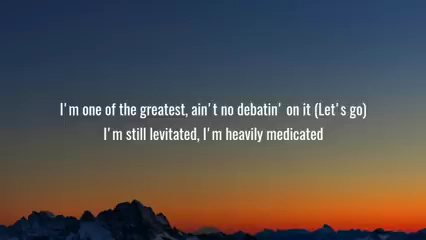 I'm one of the greatest, ain't no debatin' on it (Let's go)
I'm still levitated, I'm heavily medicated